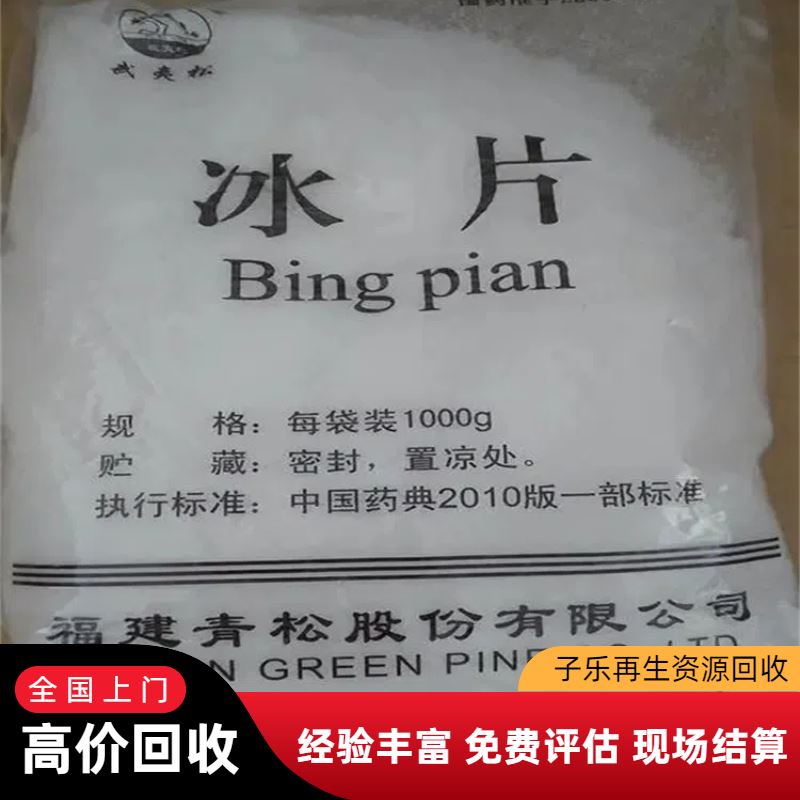 武夷松
冰片
Bing pian
规　　格：每袋装1000g
贮　　藏：密封，置凉处。
执行标准：中国药典2010版一部标准
福建青松股份有限公司
GREEN PINE
LTD
子乐再生资源回收
全国上门
高价回收
经验丰富 免费评估 现场结算